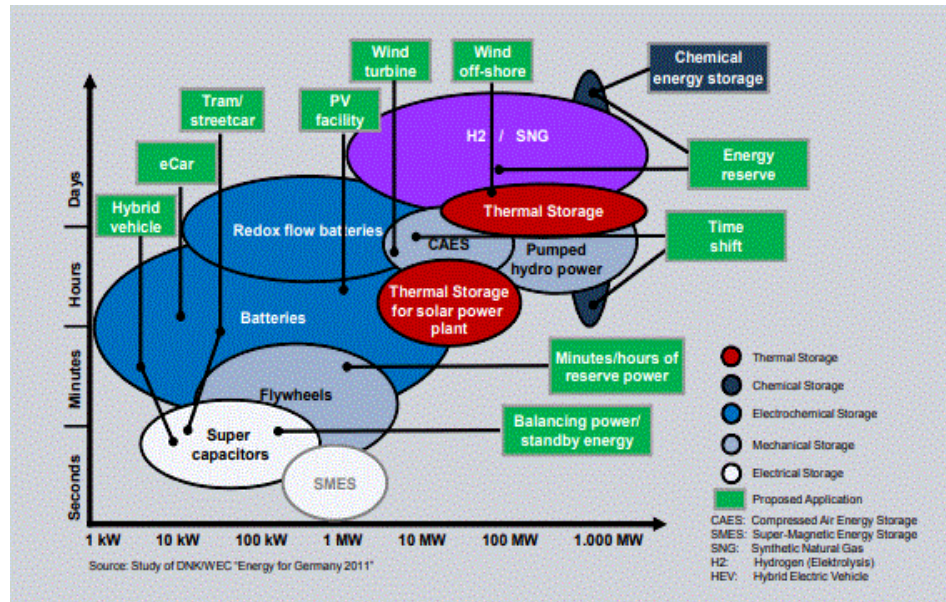 Wind
turbine
Wind
off-shore
Chemical
energy storage
Tram/
streetcar
PV
facility
H2 / SNG
eCar
Energy
reserve
Days
Hybrid
vehicle
Thermal Storage
Redox flow batteries
Time
shift
CAES
Pumped
hydro power
Hours
Thermal Storage
for solar power
plant
Batteries
Minutes
Minutes/hours of
reserve power
Flywheels
Balancing power/
standby energy
Super
capacitors
Seconds
SMES
1 kW 10 kW 100 kW 1 MW 10 MW 100 MW 1.000 MW
Source: Study of DNK/WEC "Energy for Germany 2011"
Thermal Storage
Chemical Storage
Electrochemical Storage
Mechanical Storage
Electrical Storage
Proposed Application
CAES: Compressed Air Energy Storage
SMES: Super-Magnetic Energy Storage
SNG: Synthetic Natural Gas
H2: Hydrogen (Elektrolysis)
HEV: Hybrid Electric Vehicle